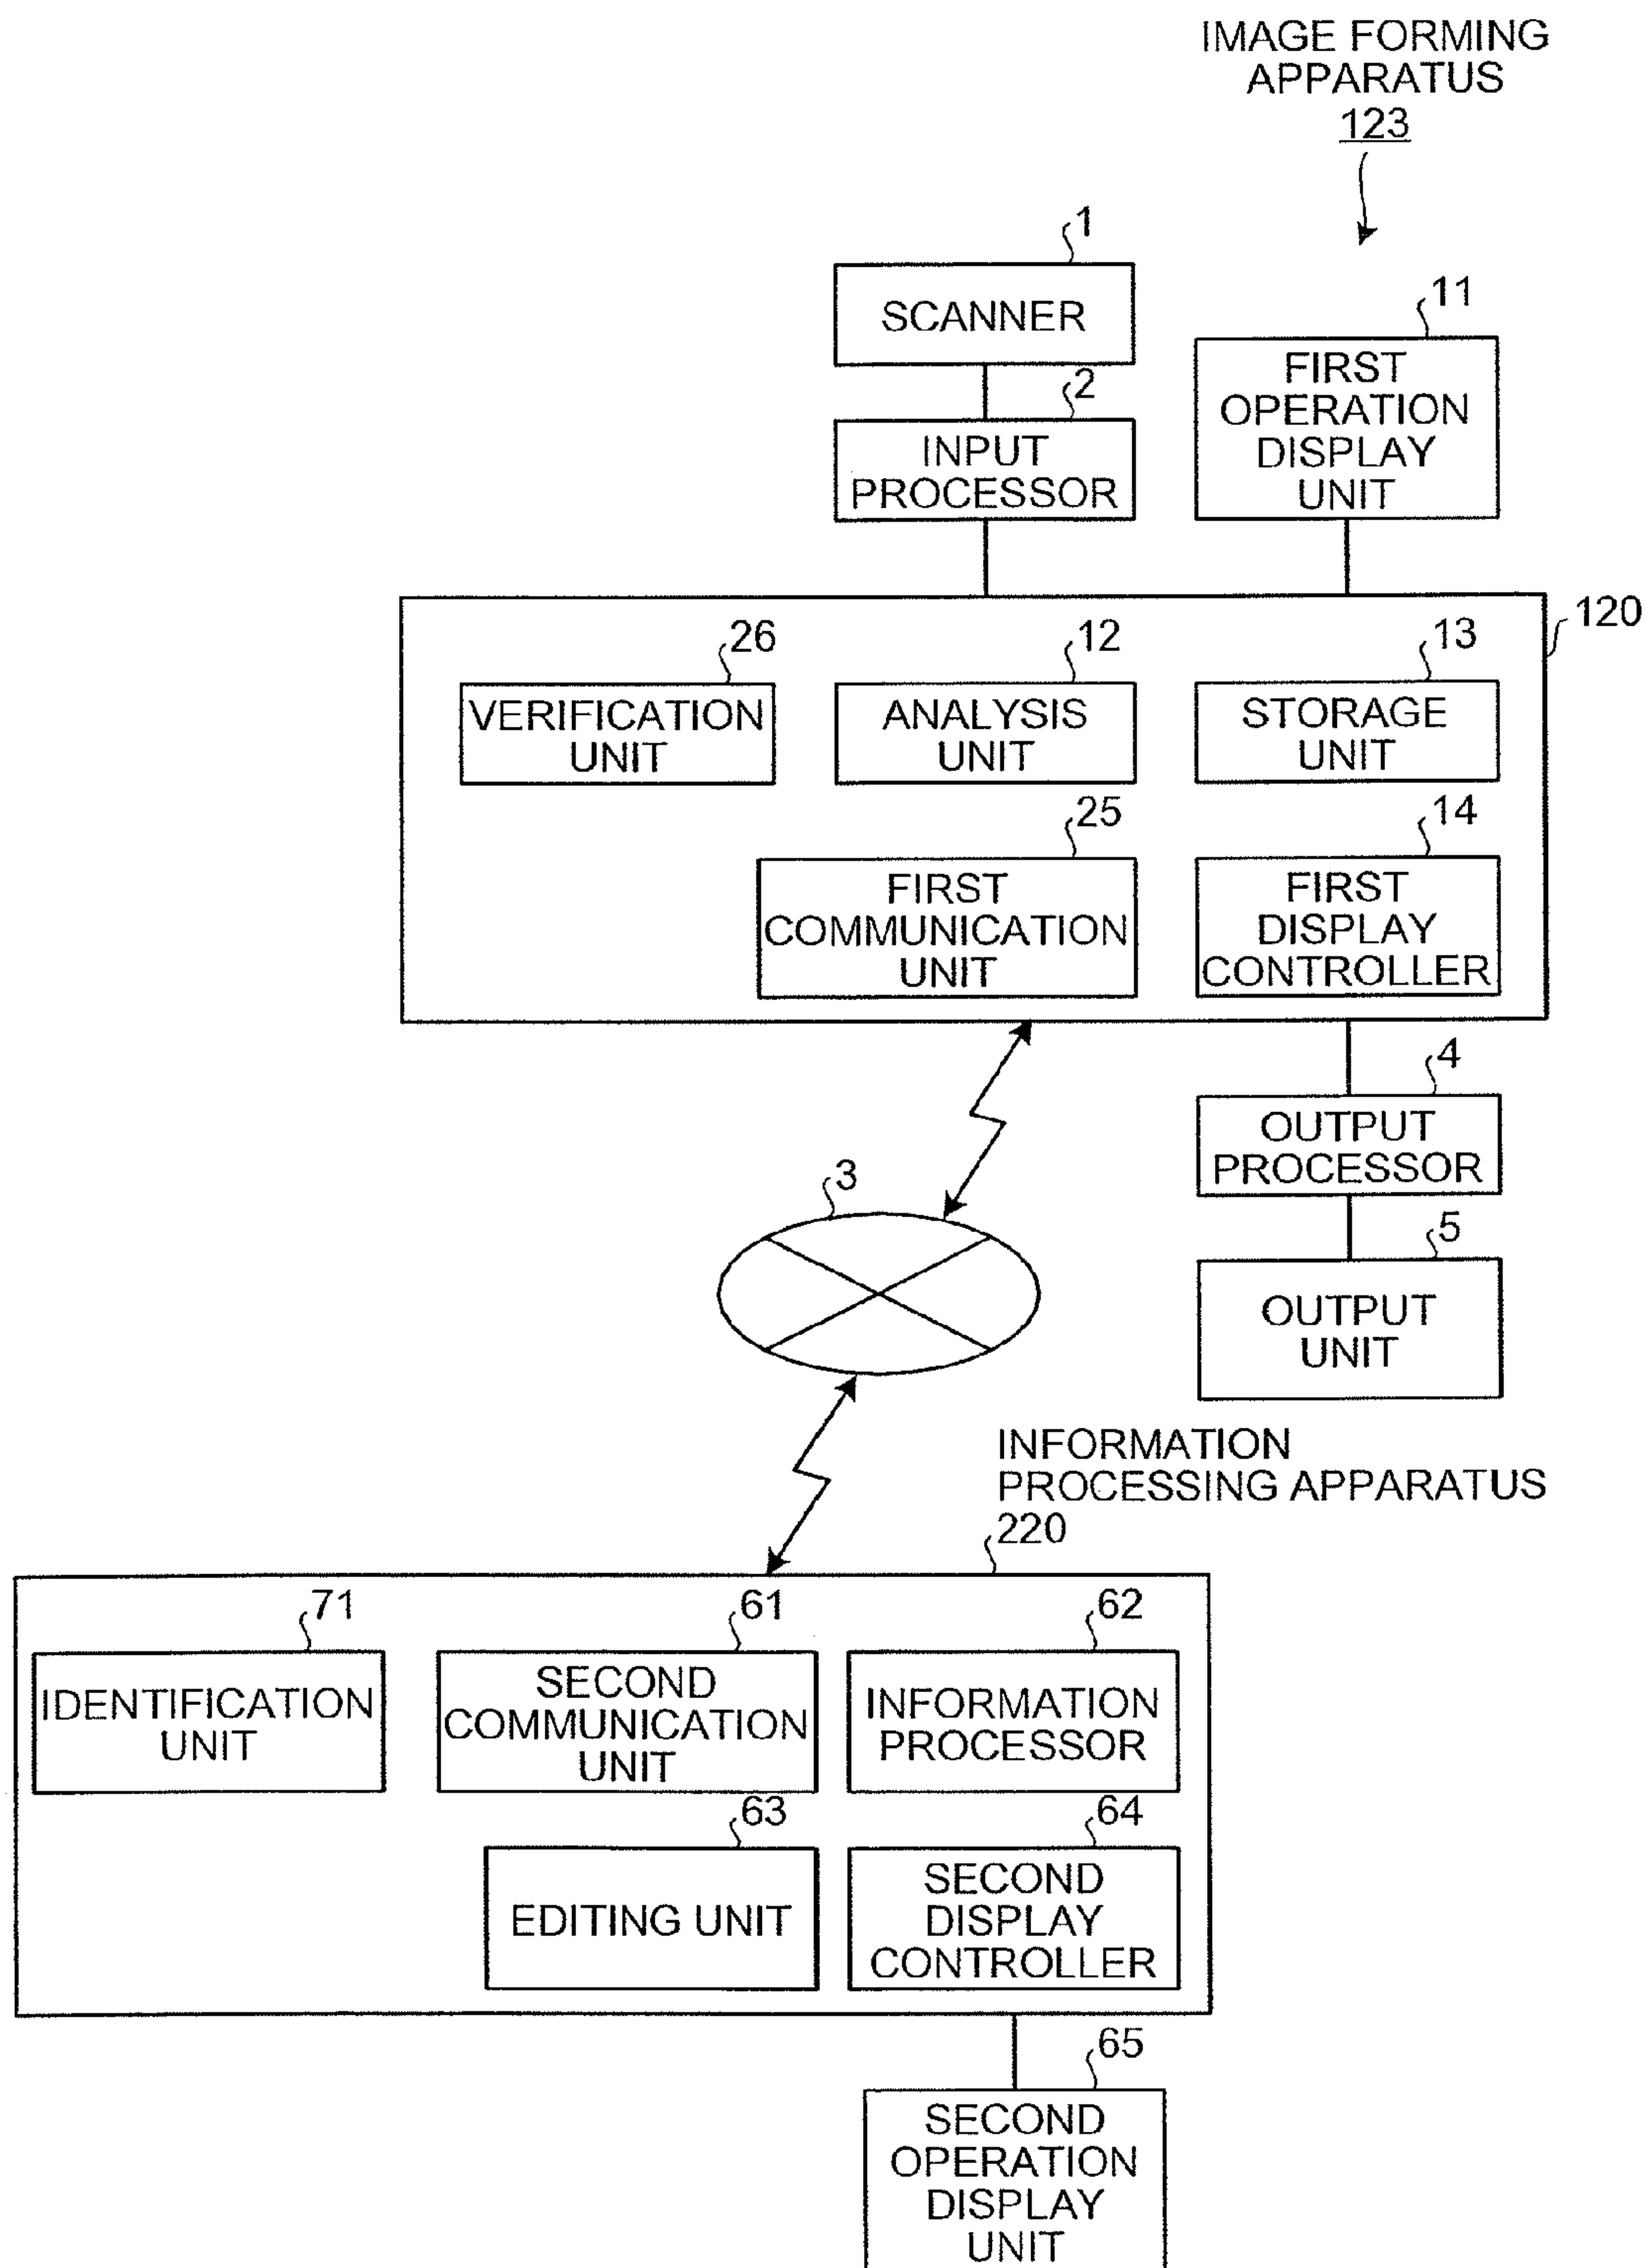 IMAGE FORMING
APPARATUS
123
1
SCANNER
11
FIRST
OPERATION
DISPLAY
UNIT
2
INPUT
PROCESSOR
120
26
VERIFICATION
UNIT
12
ANALYSIS
UNIT
13
STORAGE
UNIT
25
FIRST
COMMUNICATION
UNIT
14
FIRST
DISPLAY
CONTROLLER
4
OUTPUT
PROCESSOR
3
5
OUTPUT
UNIT
INFORMATION
PROCESSING APPARATUS
220
71
IDENTIFICATION
UNIT
61
SECOND
COMMUNICATION
UNIT
62
INFORMATION
PROCESSOR
63
EDITING UNIT
64
SECOND
DISPLAY
CONTROLLER
65
SECOND
OPERATION
DISPLAY
UNIT